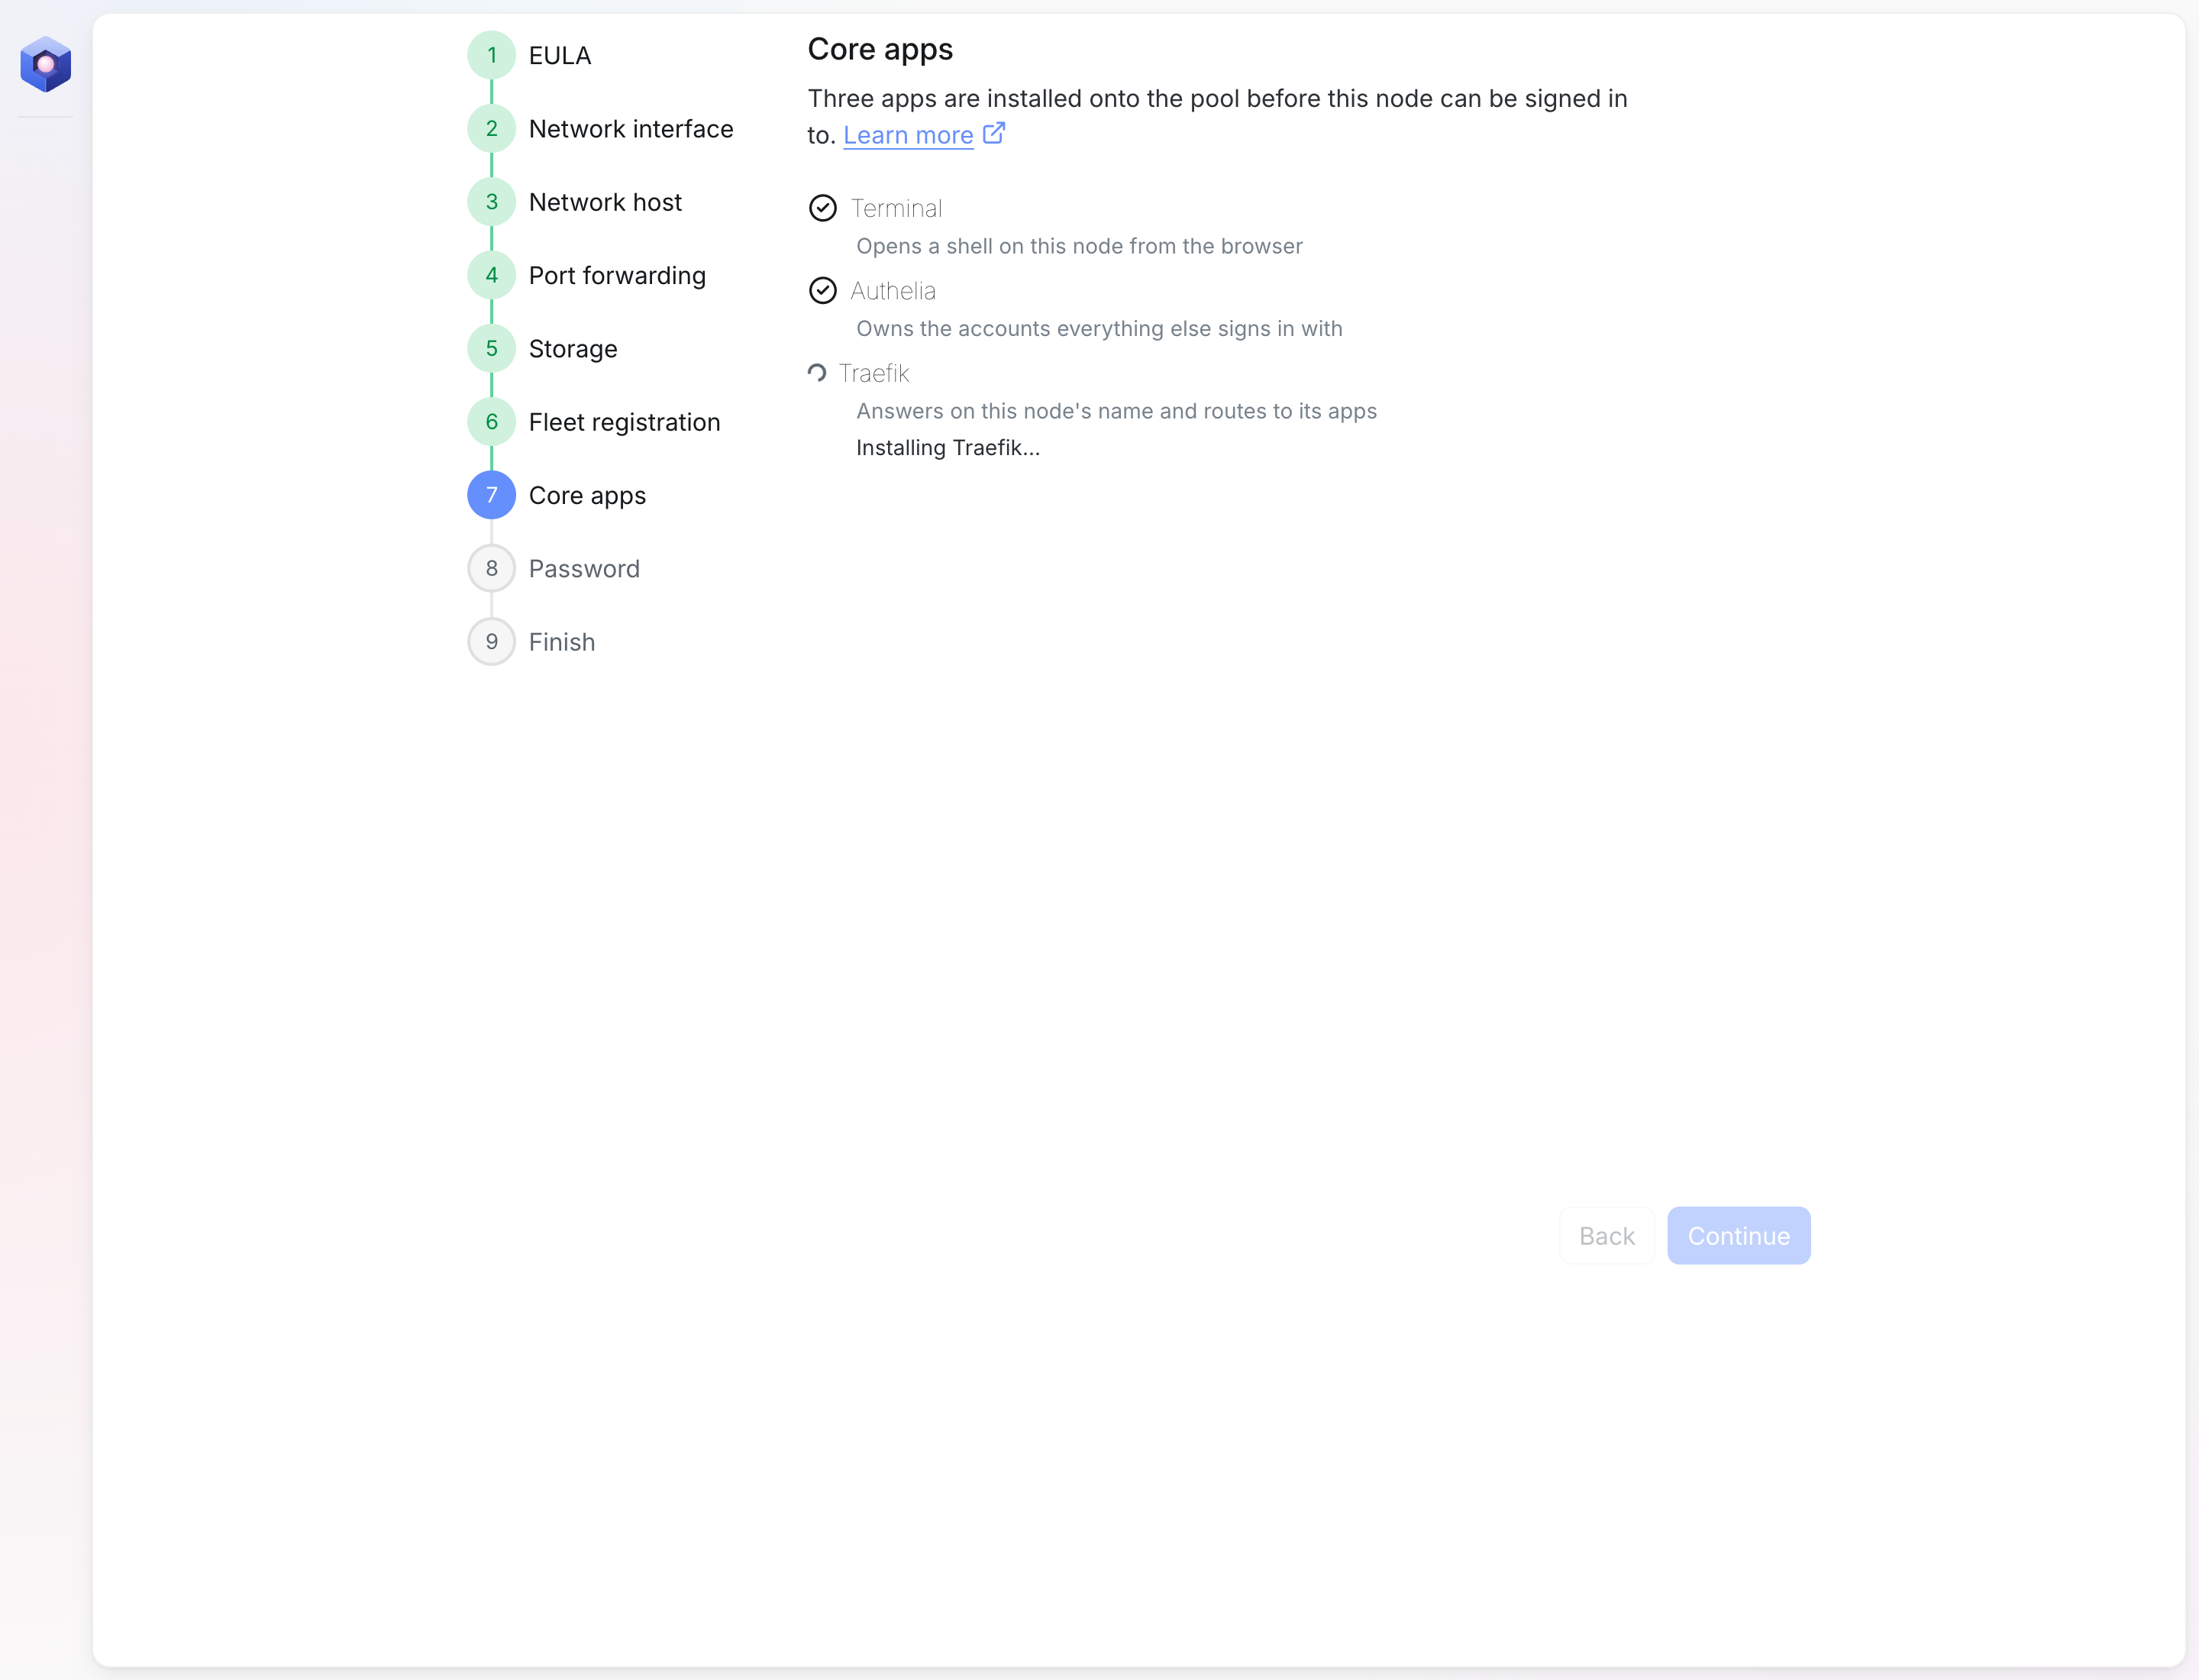 1 EULA
2 Network interface
3 Network host
4 Port forwarding
5 Storage
6 Fleet registration
7 Core apps
8 Password
9 Finish
Core apps
Three apps are installed onto the pool before this node can be signed in
to. Learn more
Terminal
Opens a shell on this node from the browser
Authelia
Owns the accounts everything else signs in with
Traefik
Answers on this node's name and routes to its apps
Installing Traefik...
Back Continue